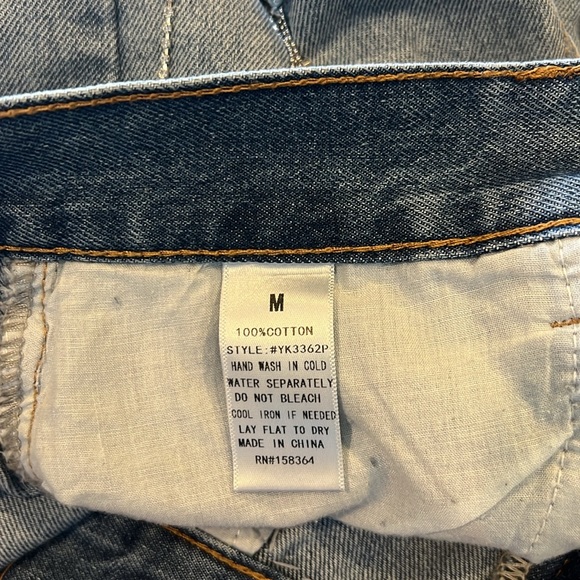 M
100%COTTON
STYLE:#YK3362P
HAND WASH IN COLD
WATER SEPARATELY
DO NOT BLEACH
COOL IRON IF NEEDED
LAY FLAT TO DRY
MADE IN CHINA
RN#158364